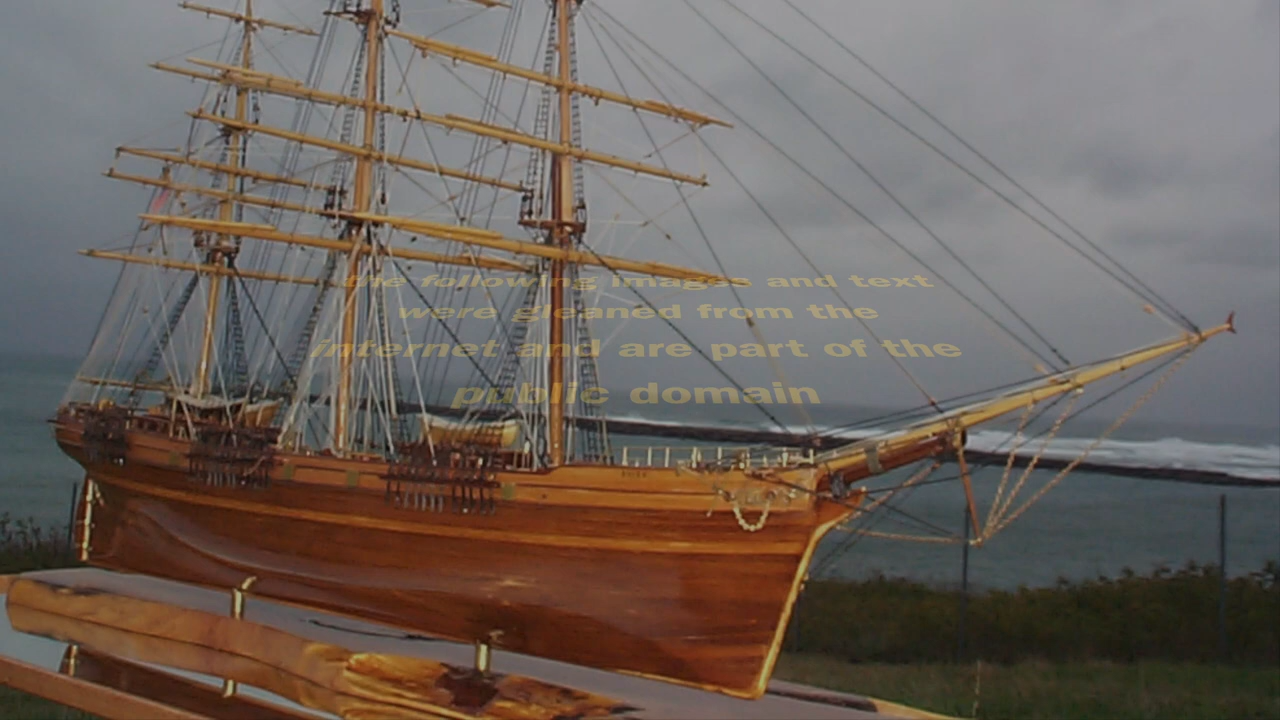 the following images and text
were gleaned from the
internet and are part of the
public domain